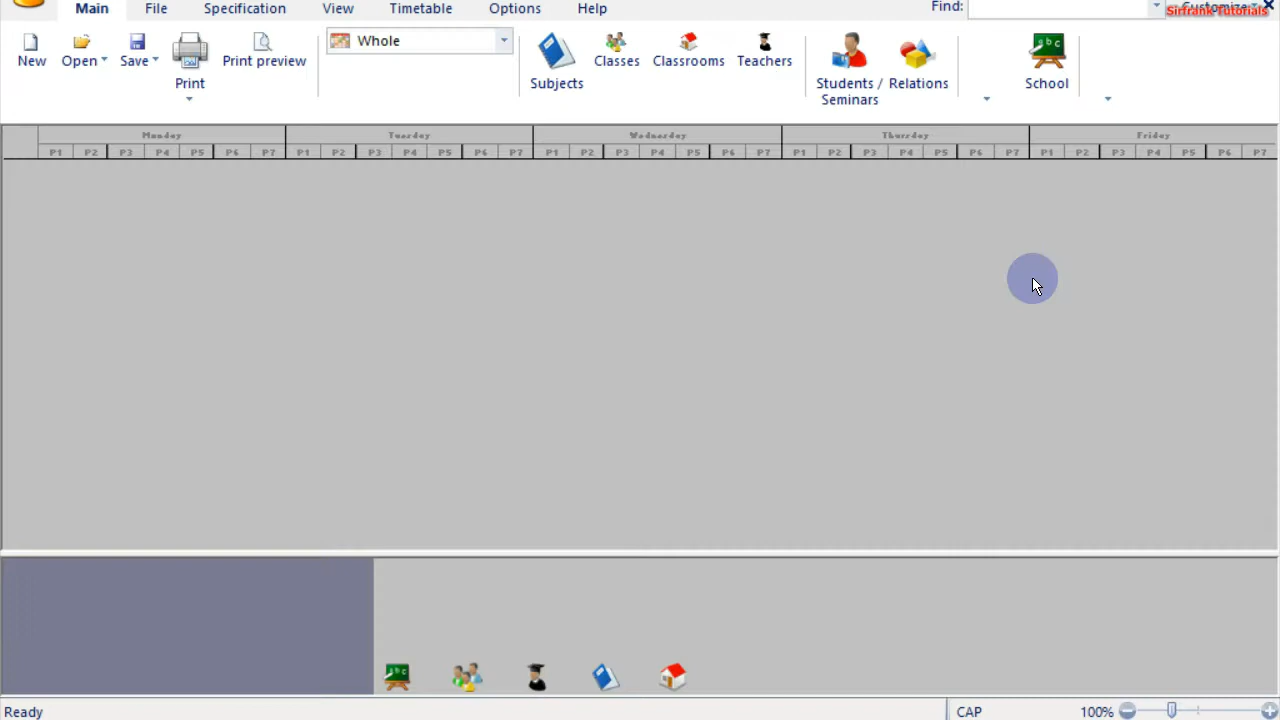 Main File Specification View Timetable Options Help Find: Customize
Sirfrank Tutorials
New Open Save Print Print preview Whole Subjects Classes Classrooms Teachers Students / Seminars Relations School
Monday Tuesday Wednesday Thursday Friday
P1 P2 P3 P4 P5 P6 P7 P1 P2 P3 P4 P5 P6 P7 P1 P2 P3 P4 P5 P6 P7 P1 P2 P3 P4 P5 P6 P7 P1 P2 P3 P4 P5 P6 P7
abc
Ready CAP 100%